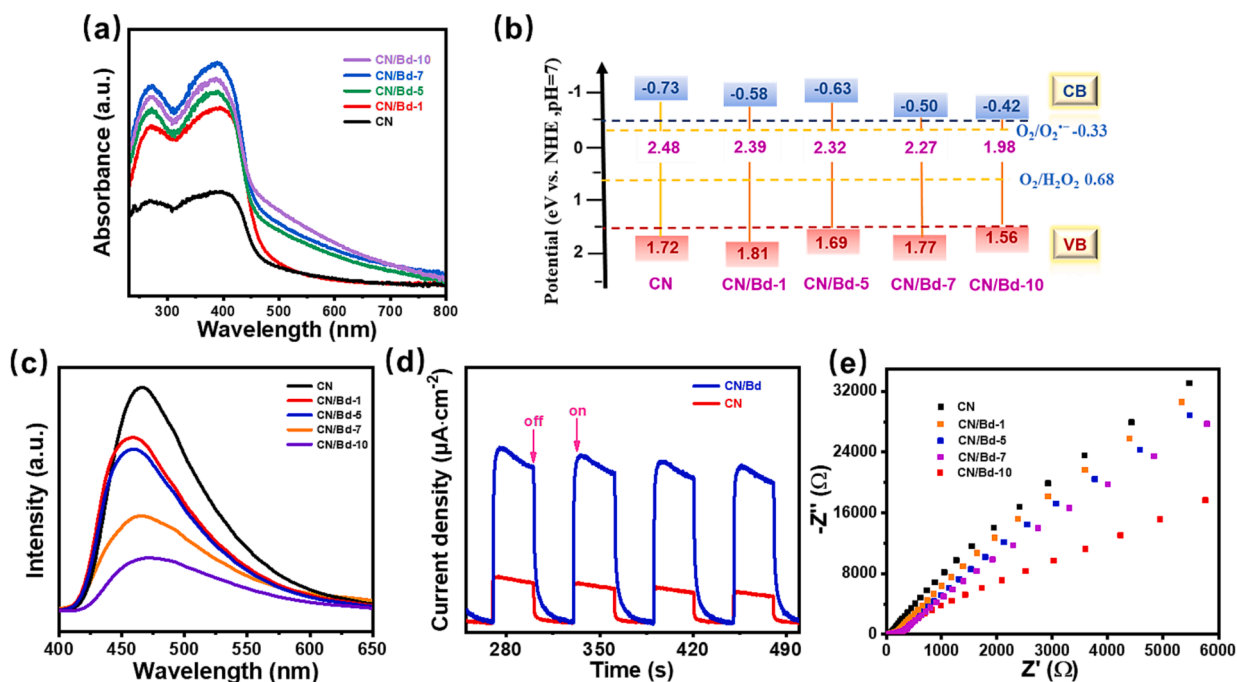 (a)
CN/Bd-10
CN/Bd-7
CN/Bd-5
CN/Bd-1
CN
Absorbance (a.u.)
300 400 500 600 700 800
Wavelength (nm)
(b)
Potential (eV vs. NHE ,pH=7)
-1
0
1
2
-0.73 -0.58 -0.63 -0.50 -0.42
CB
O₂/O₂•− -0.33
2.48 2.39 2.32 2.27 1.98
O₂/H₂O₂ 0.68
1.72 1.81 1.69 1.77 1.56
VB
CN CN/Bd-1 CN/Bd-5 CN/Bd-7 CN/Bd-10
(c)
CN
CN/Bd-1
CN/Bd-5
CN/Bd-7
CN/Bd-10
Intensity (a.u.)
400 450 500 550 600 650
Wavelength (nm)
(d)
CN/Bd
CN
off on
Current density (μA·cm⁻²)
280 350 420 490
Time (s)
(e)
32000
24000
16000
8000
0
CN
CN/Bd-1
CN/Bd-5
CN/Bd-7
CN/Bd-10
-Z'' (Ω)
0 1000 2000 3000 4000 5000 6000
Z' (Ω)